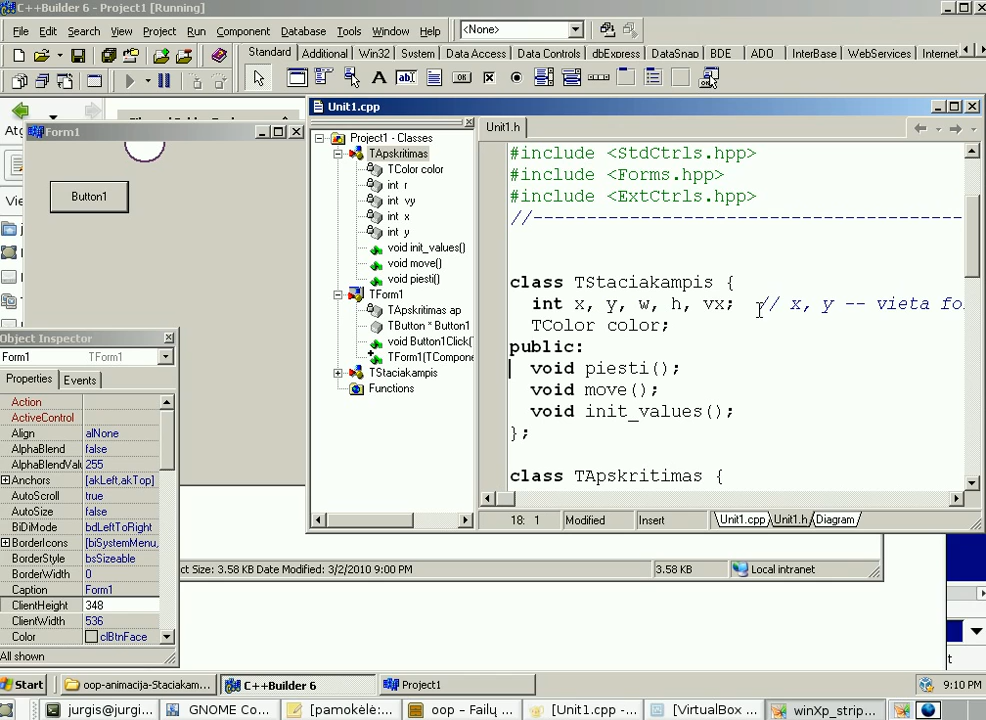 C++Builder 6 - Project1 [Running]
File Edit Search View Project Run Component Database Tools Window Help <None>
Standard Additional Win32 System Data Access Data Controls dbExpress DataSnap BDE ADO InterBase WebServices Internet
Unit1.cpp
Form1
Button1
Project1 - Classes
TApskritimas
TColor color
int r
int vy
int x
int y
void init_values()
void move()
void piesti()
TForm1
TApskritimas ap
TButton * Button1
void Button1Click(
TForm1(TCompone
TStaciakampis
Functions
Unit1.h
#include <StdCtrls.hpp>
#include <Forms.hpp>
#include <ExtCtrls.hpp>
//----------------------------------------
class TStaciakampis {
int x, y, w, h, vx; // x, y -- vieta fo
TColor color;
public:
void piesti();
void move();
void init_values();
};
class TApskritimas {
18: 1 Modified Insert Unit1.cpp Unit1.h Diagram
Object Inspector
Form1 TForm1
Properties Events
Action
ActiveControl
Align alNone
AlphaBlend false
AlphaBlendValu 255
Anchors [akLeft,akTop]
AutoScroll true
AutoSize false
BiDiMode bdLeftToRight
BorderIcons [biSystemMenu,
BorderStyle bsSizeable
BorderWidth 0
Caption Form1
ClientHeight 348
ClientWidth 536
Color clBtnFace
All shown
ct Size: 3.58 KB Date Modified: 3/2/2010 9:00 PM 3.58 KB Local intranet
Start oop-animacija-Staciakam... C++Builder 6 Project1 9:10 PM
jurgis@jurgi... GNOME Co... [pamokėlė:... oop – Failų ... [Unit1.cpp -... [VirtualBox ... winXp_strip...